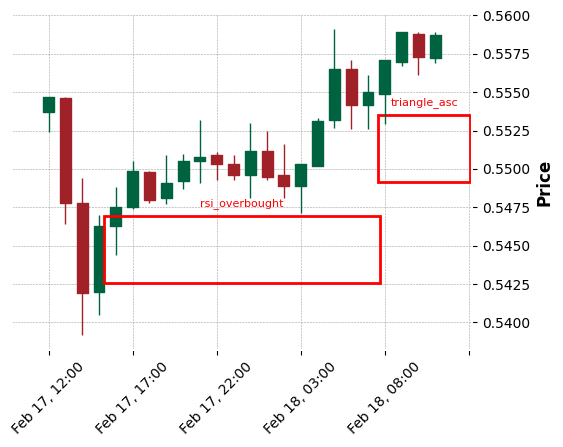 0.5600
0.5575
0.5550
triangle_asc
0.5525
0.5500
Price
0.5475
rsi_overbought
0.5450
0.5425
0.5400
Feb 17, 12:00
Feb 17, 17:00
Feb 17, 22:00
Feb 18, 03:00
Feb 18, 08:00